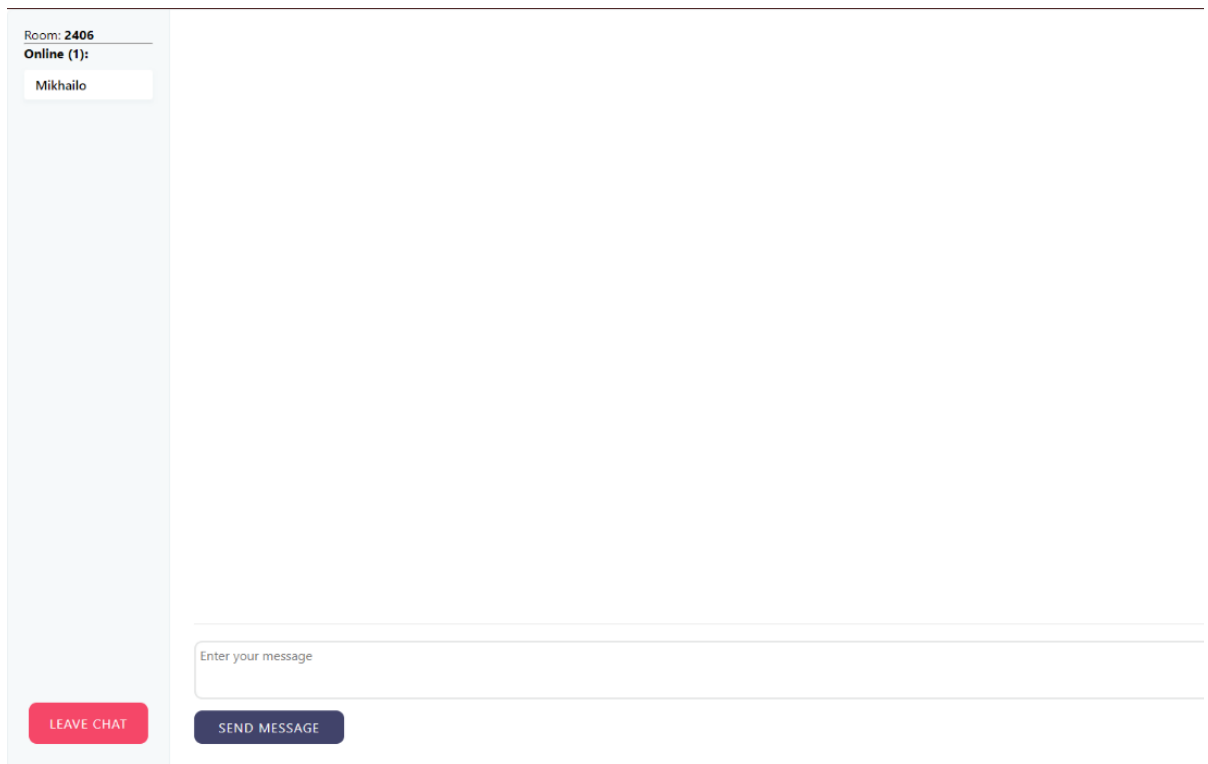 Room: 2406
Online (1):
Mikhailo
Enter your message
LEAVE CHAT
SEND MESSAGE